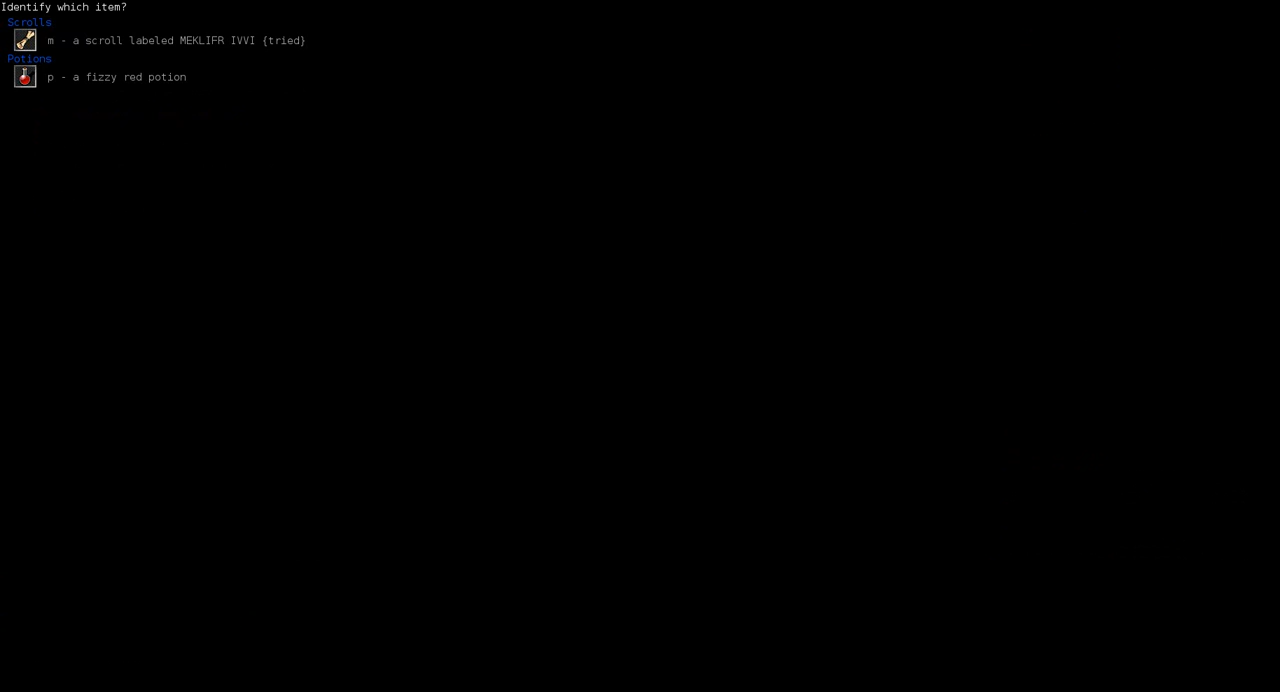 Identify which item?
Scrolls
m - a scroll labeled MEKLIFR IVVI {tried}
Potions
p - a fizzy red potion